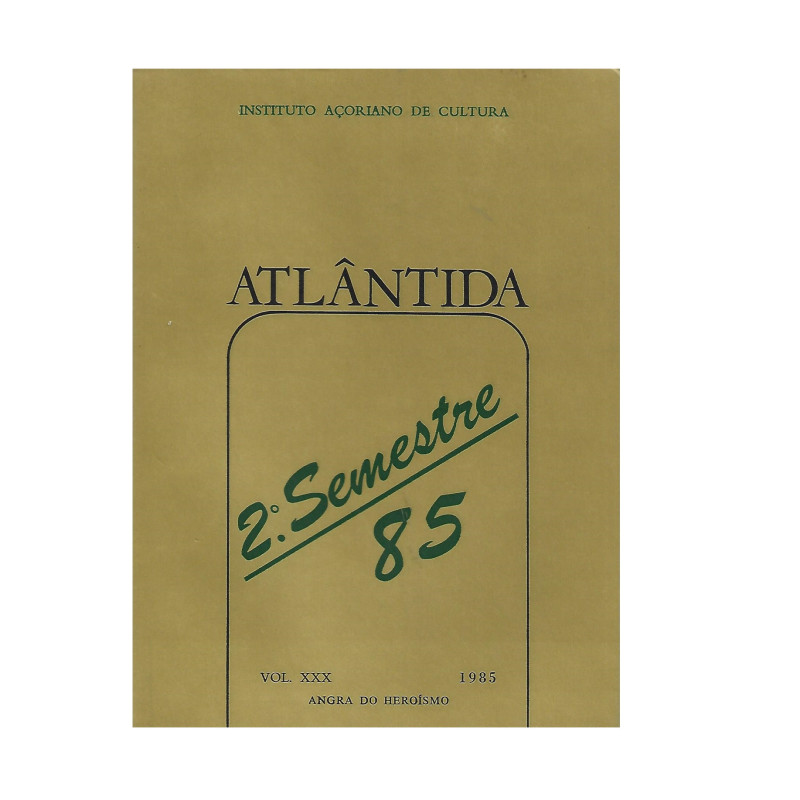 INSTITUTO AÇORIANO DE CULTURA
ATLÂNTIDA
2.º Semestre
85
VOL. XXX 1985
ANGRA DO HEROÍSMO